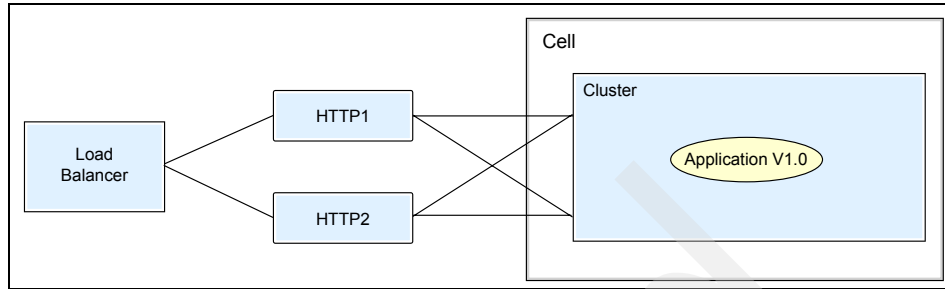 Cell
Cluster
HTTP1
Load
Balancer
Application V1.0
HTTP2